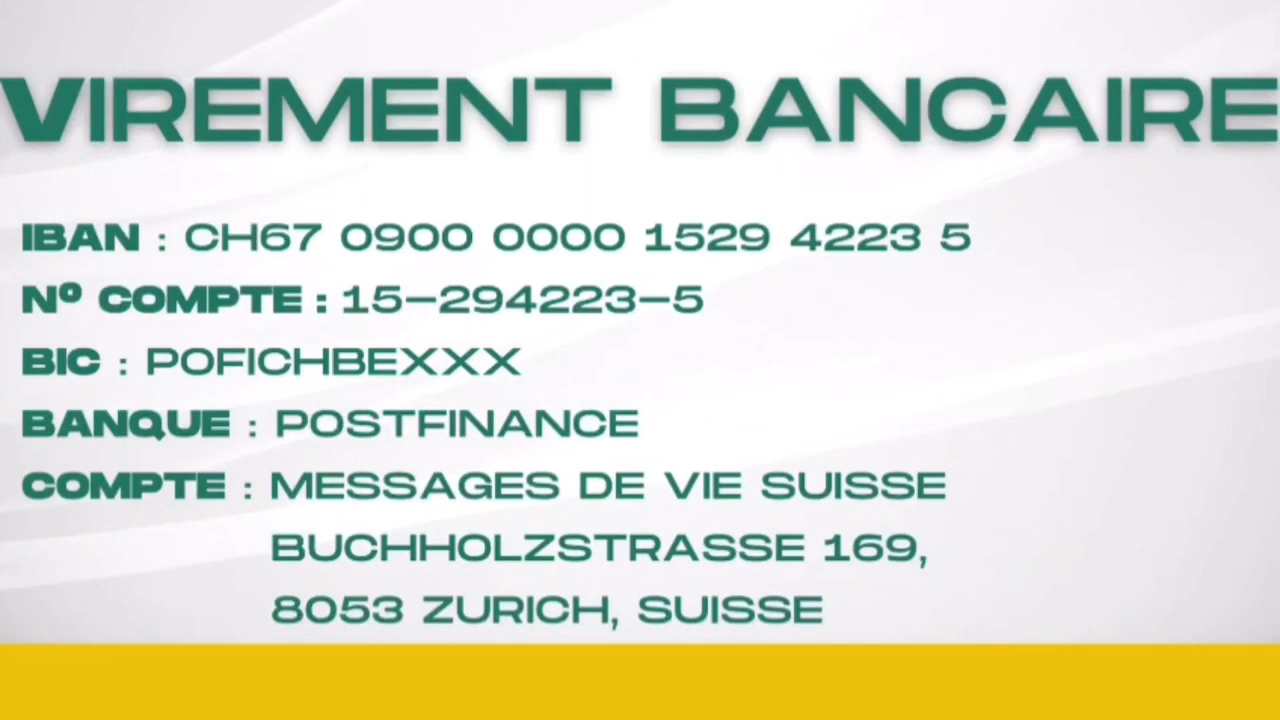 VIREMENT BANCAIRE
IBAN : CH67 0900 0000 1529 4223 5
Nº COMPTE : 15-294223-5
BIC : POFICHBEXXX
BANQUE : POSTFINANCE
COMPTE : MESSAGES DE VIE SUISSE
BUCHHOLZSTRASSE 169,
8053 ZURICH, SUISSE